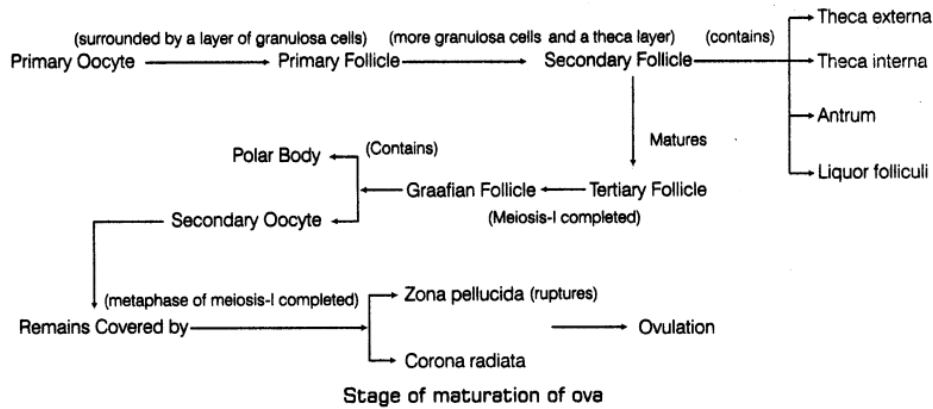 Theca externa
(surrounded by a layer of granulosa cells) (more granulosa cells and a theca layer) (contains)
Primary Oocyte Primary Follicle Secondary Follicle Theca interna
Antrum
Matures
Liquor folliculi
Polar Body (Contains)
Graafian Follicle Tertiary Follicle
(Meiosis-I completed)
Secondary Oocyte
(metaphase of meiosis-I completed) Zona pellucida (ruptures)
Remains Covered by Ovulation
Corona radiata
Stage of maturation of ova